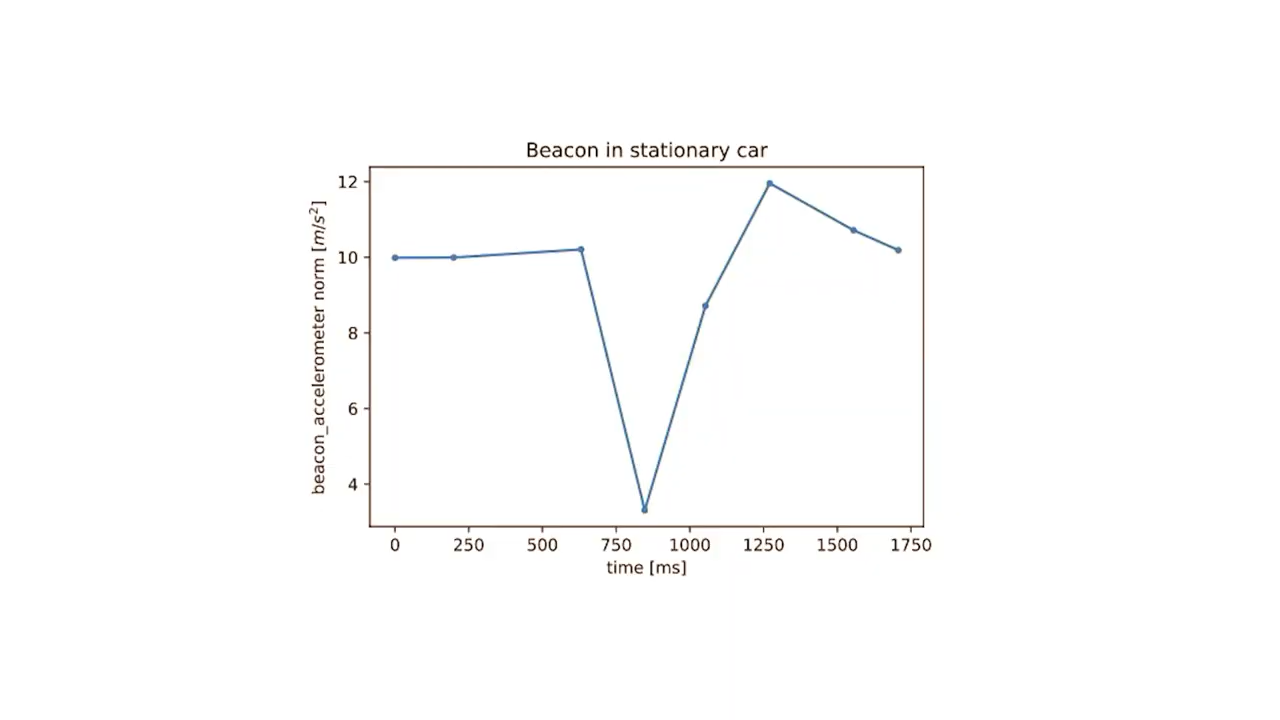 Beacon in stationary car
beacon_accelerometer norm [m/s²]
12
10
8
6
4
0 250 500 750 1000 1250 1500 1750
time [ms]